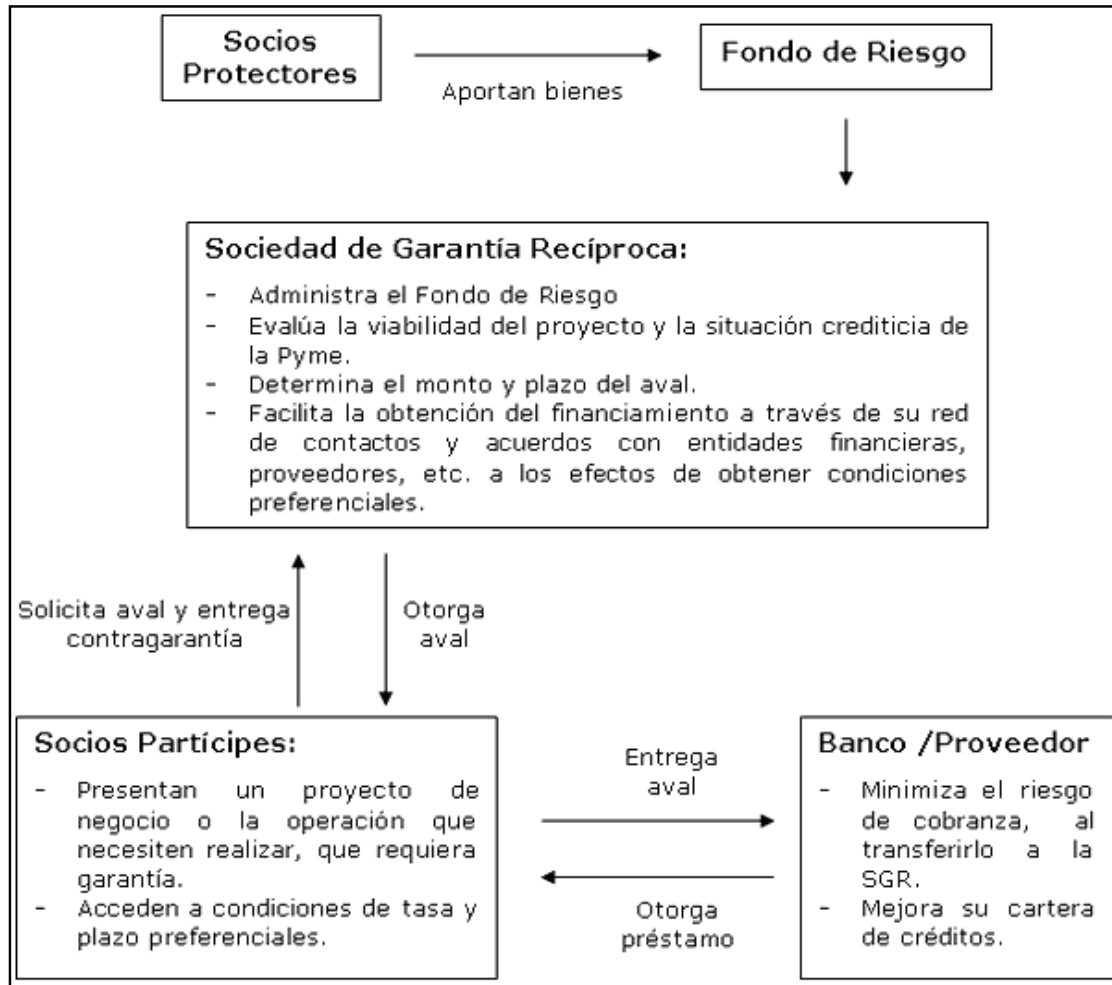 Socios
Protectores
Aportan bienes
Fondo de Riesgo
Sociedad de Garantía Recíproca:
- Administra el Fondo de Riesgo
- Evalúa la viabilidad del proyecto y la situación crediticia de
la Pyme.
- Determina el monto y plazo del aval.
- Facilita la obtención del financiamiento a través de su red
de contactos y acuerdos con entidades financieras,
proveedores, etc. a los efectos de obtener condiciones
preferenciales.
Solicita aval y entrega
contragarantía
Otorga
aval
Socios Partícipes:
- Presentan un proyecto de
negocio o la operación que
necesiten realizar, que requiera
garantía.
- Acceden a condiciones de tasa y
plazo preferenciales.
Entrega
aval
Otorga
préstamo
Banco /Proveedor
- Minimiza el riesgo
de cobranza, al
transferirlo a la
SGR.
- Mejora su cartera
de créditos.